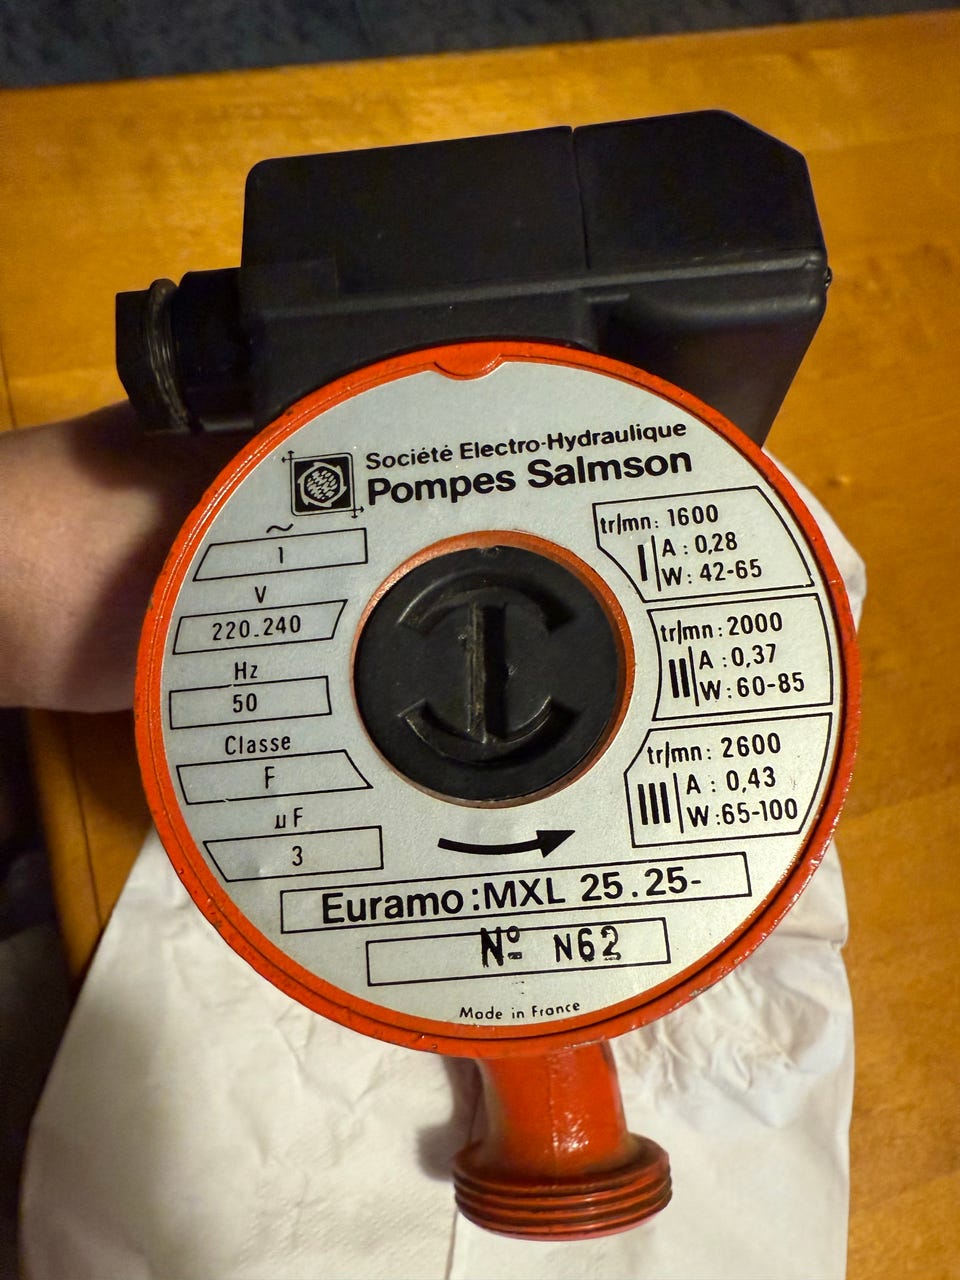 Société Electro-Hydraulique
Pompes Salmson
~
1
V
220-240
Hz
50
Classe
F
µF
3
tr/mn: 1600
I A : 0,28
W: 42-65
tr/mn: 2000
II A : 0,37
W: 60-85
tr/mn: 2600
III A : 0,43
W: 65-100
Euramo: MXL 25.25-
Nº N62
Made in France